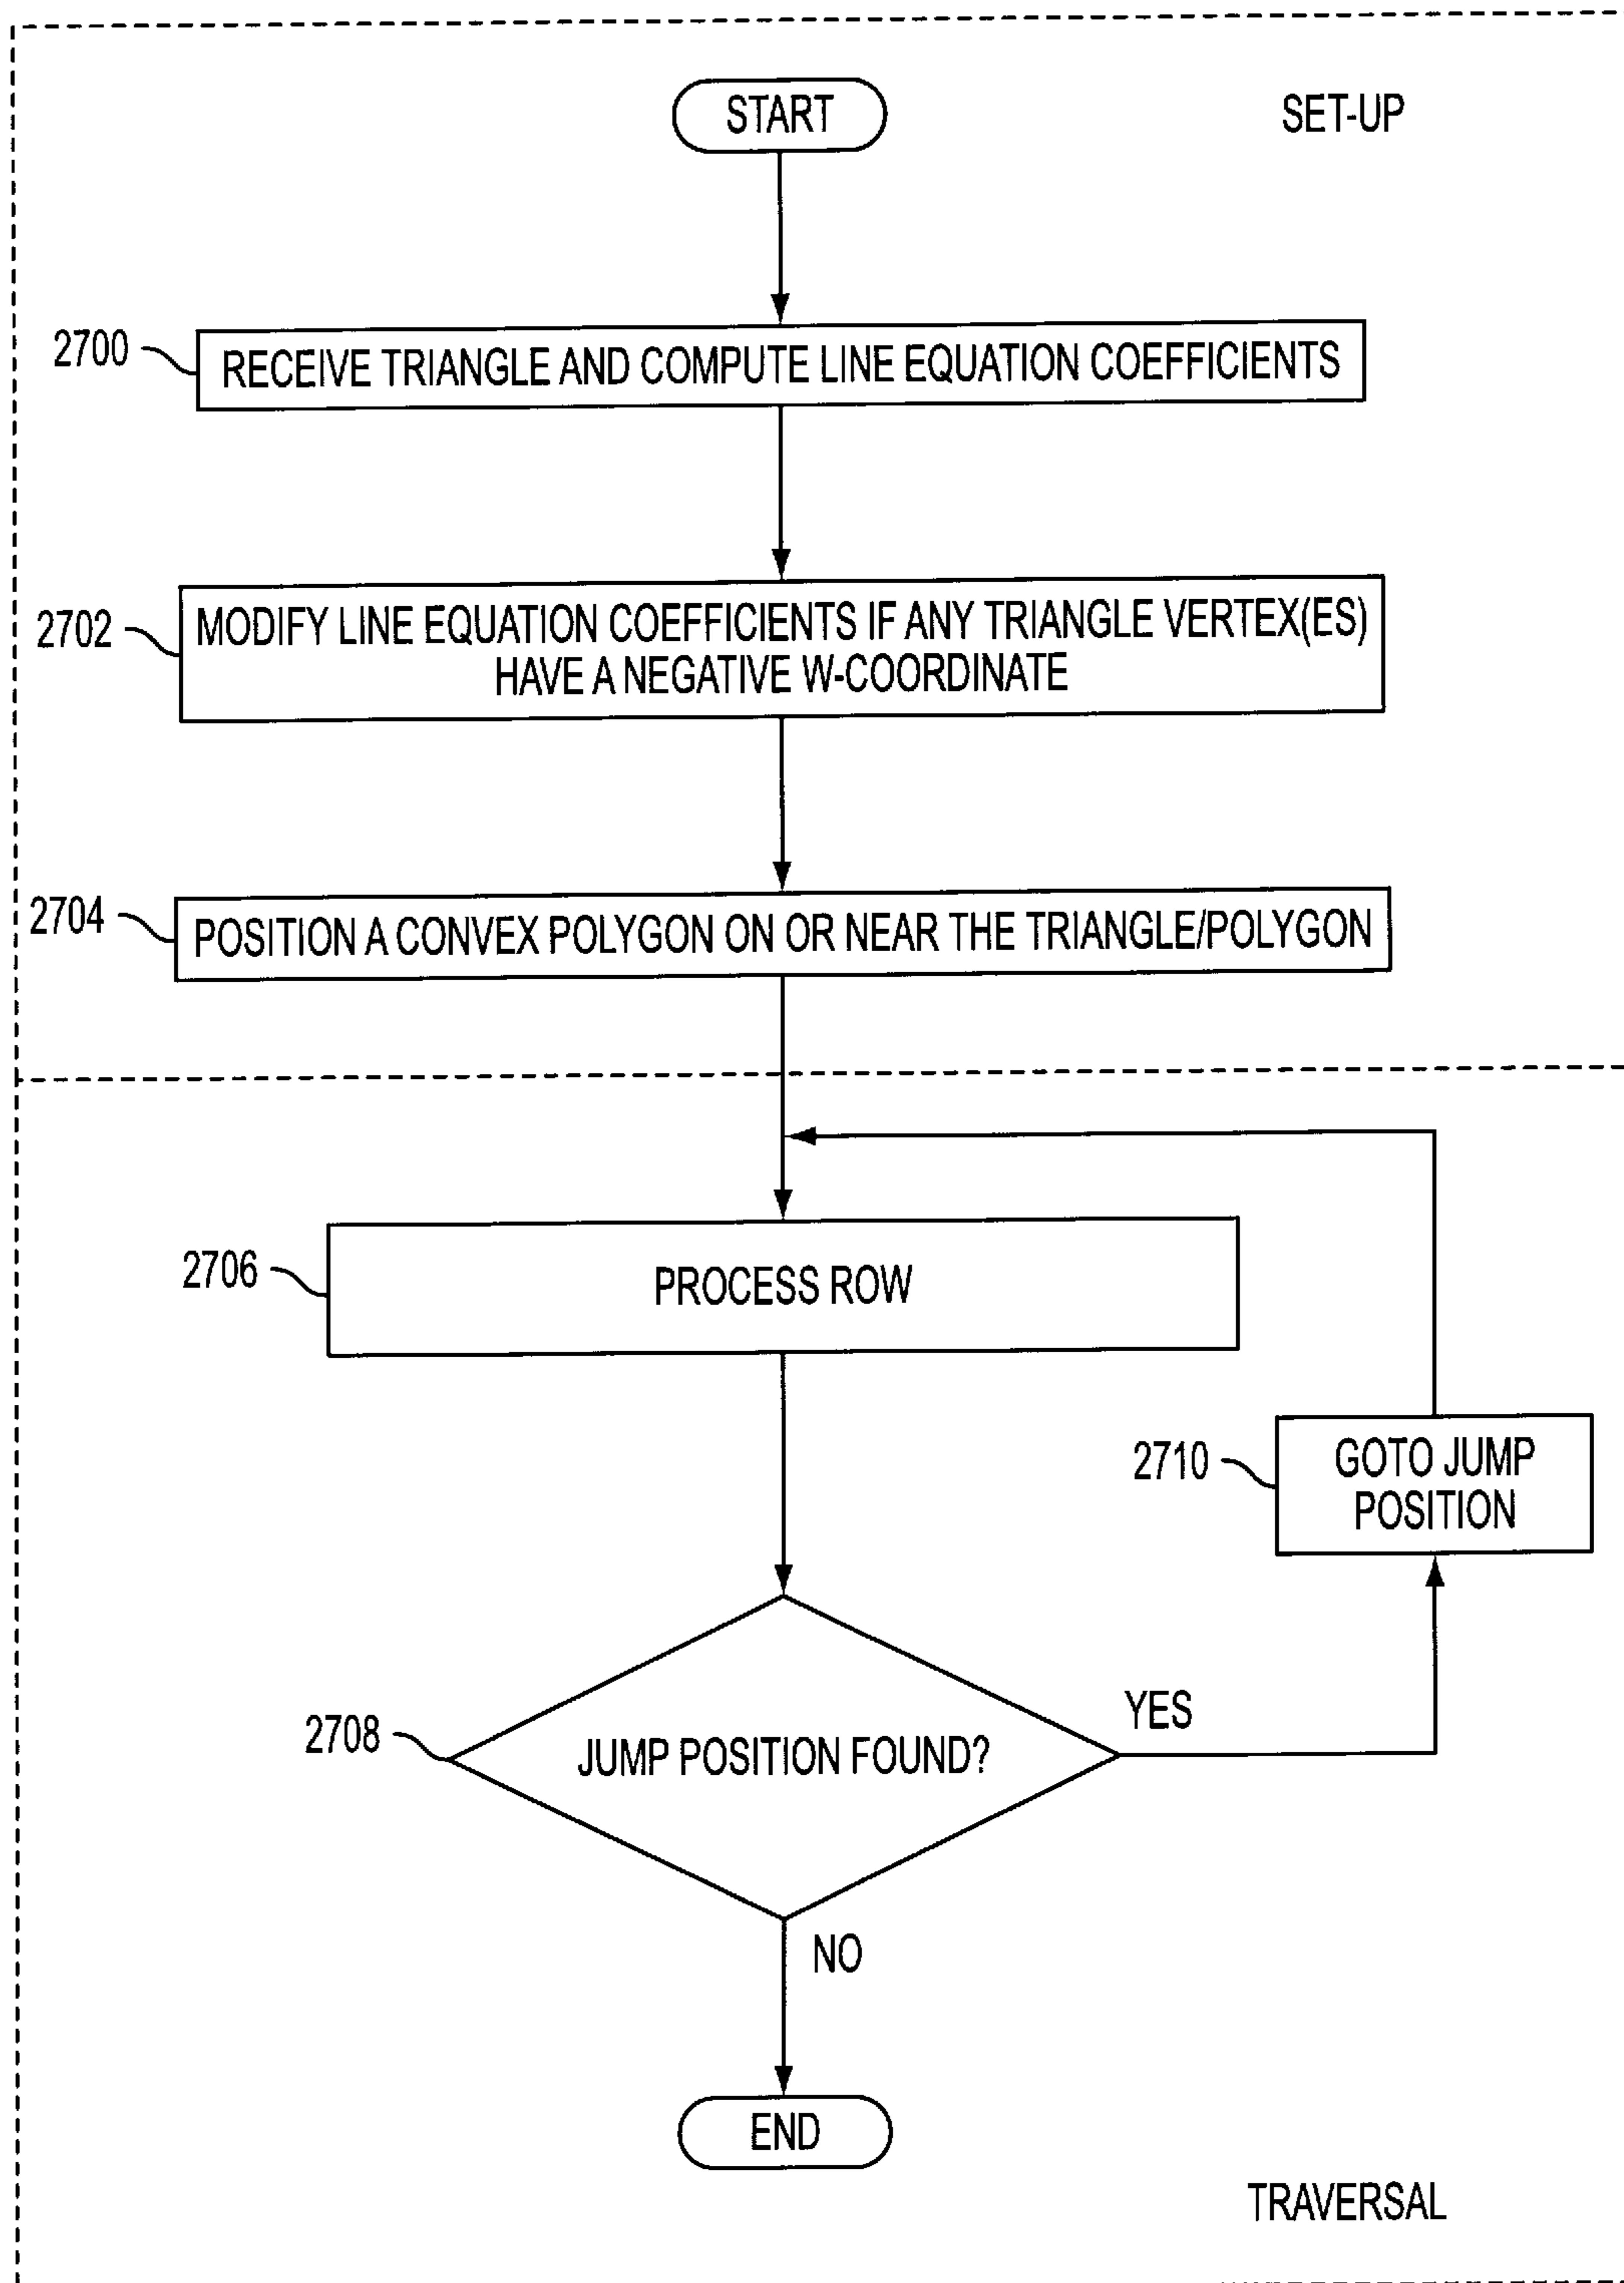 START
SET-UP
2700
RECEIVE TRIANGLE AND COMPUTE LINE EQUATION COEFFICIENTS
2702
MODIFY LINE EQUATION COEFFICIENTS IF ANY TRIANGLE VERTEX(ES)
HAVE A NEGATIVE W-COORDINATE
2704
POSITION A CONVEX POLYGON ON OR NEAR THE TRIANGLE/POLYGON
2706
PROCESS ROW
2710
GOTO JUMP
POSITION
2708
JUMP POSITION FOUND?
YES
NO
END
TRAVERSAL